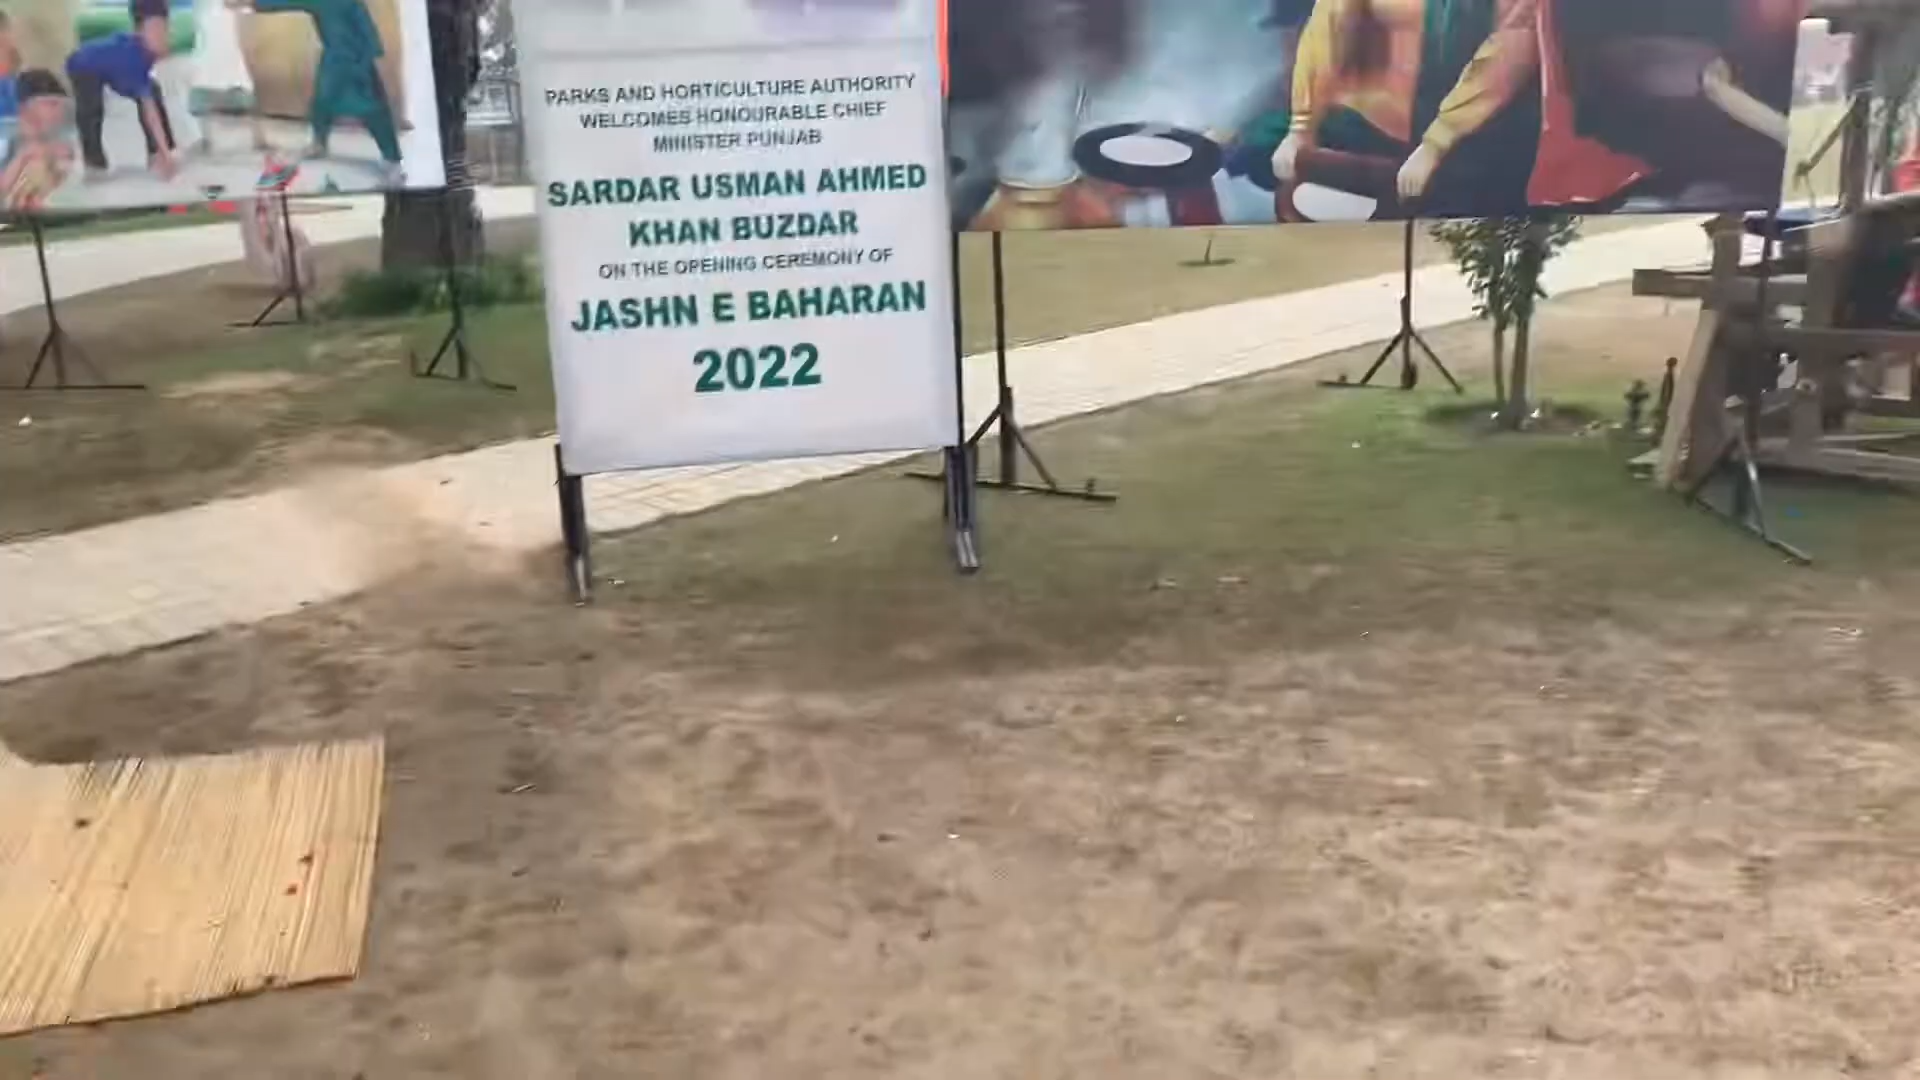 PARKS AND HORTICULTURE AUTHORITY
WELCOMES HONOURABLE CHIEF
MINISTER PUNJAB
SARDAR USMAN AHMED
KHAN BUZDAR
ON THE OPENING CEREMONY OF
JASHN E BAHARAN
2022